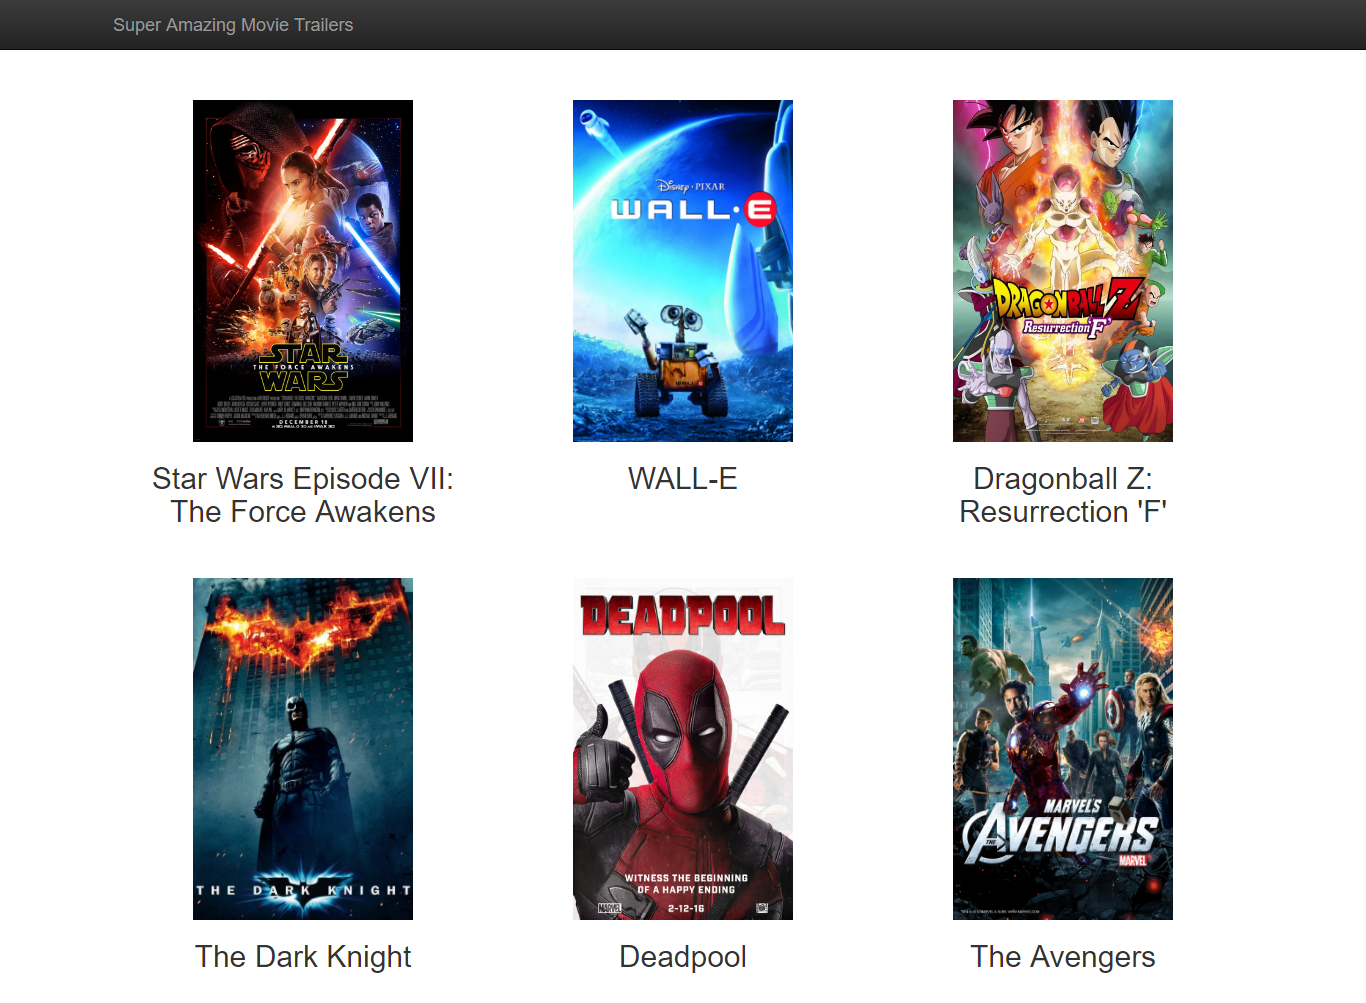 Super Amazing Movie Trailers
STAR
THE FORCE AWAKENS
WARS
DECEMBER 18
Disney · PIXAR
WALL·E
WALL·E
DRAGONBALL Z
Resurrection 'F'
Star Wars Episode VII:
The Force Awakens
WALL-E
Dragonball Z:
Resurrection 'F'
THE DARK KNIGHT
DEADPOOL
WITNESS THE BEGINNING
OF A HAPPY ENDING
MARVEL
2-12-16
MARVEL'S
THE AVENGERS
MARVEL
The Dark Knight
Deadpool
The Avengers